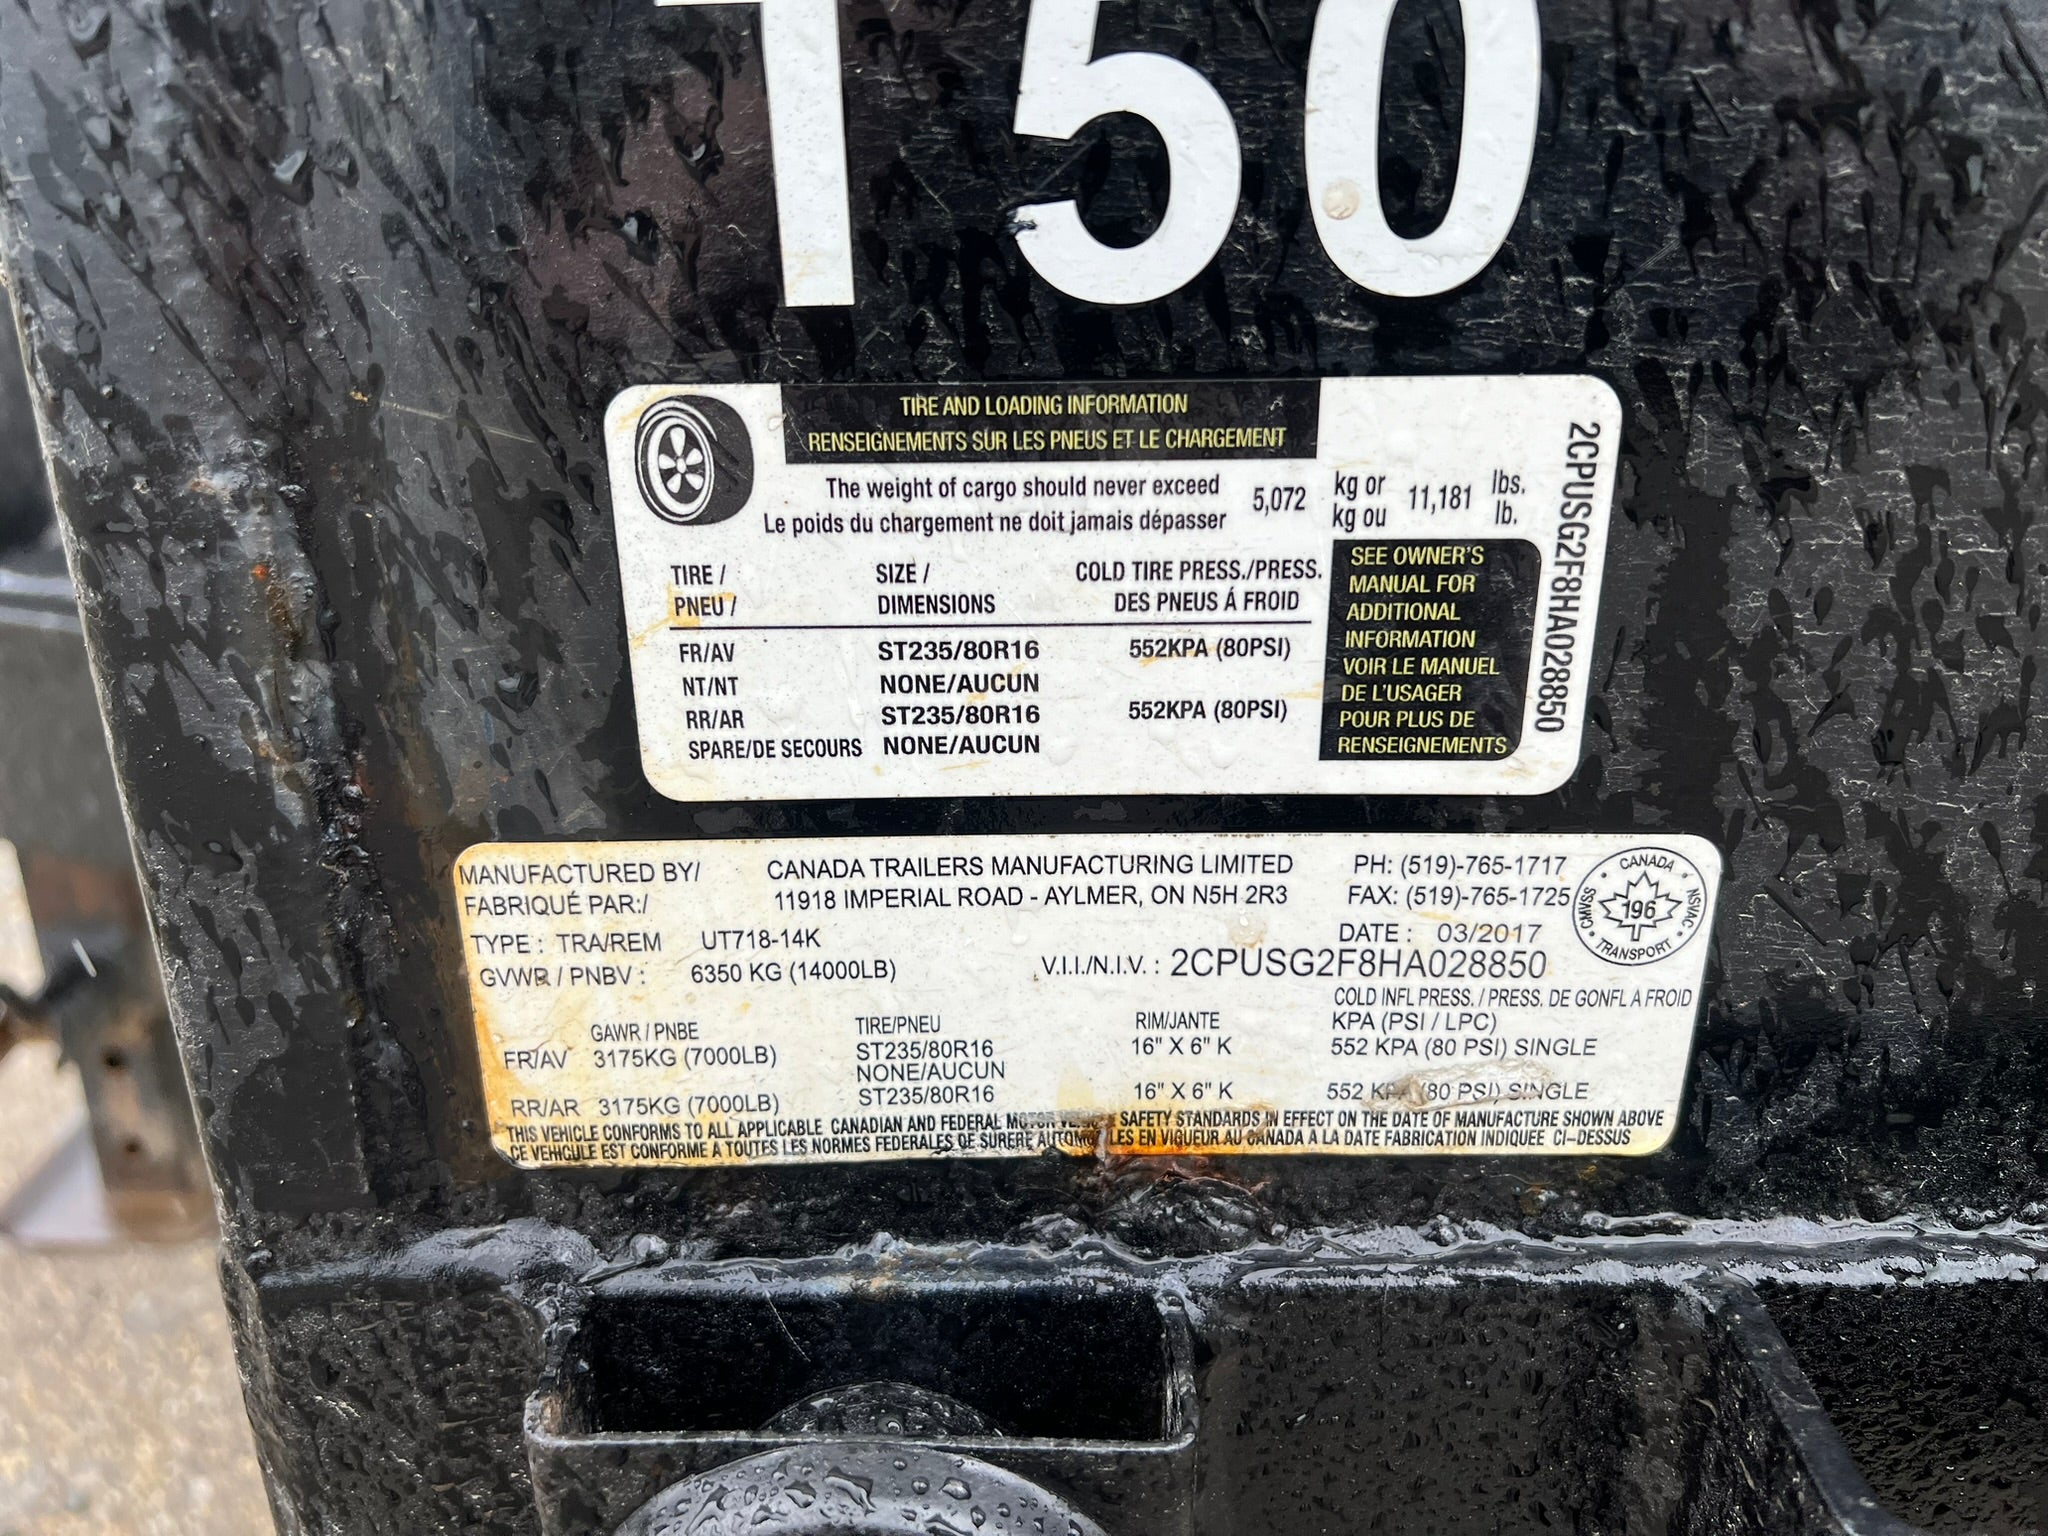 150
TIRE AND LOADING INFORMATION
RENSEIGNEMENTS SUR LES PNEUS ET LE CHARGEMENT
The weight of cargo should never exceed 5,072 kg or 11,181 lbs.
Le poids du chargement ne doit jamais dépasser kg ou lb.
TIRE / SIZE / COLD TIRE PRESS./PRESS.
PNEU / DIMENSIONS DES PNEUS Á FROID
FR/AV ST235/80R16 552KPA (80PSI)
NT/NT NONE/AUCUN
RR/AR ST235/80R16 552KPA (80PSI)
SPARE/DE SECOURS NONE/AUCUN
SEE OWNER'S
MANUAL FOR
ADDITIONAL
INFORMATION
VOIR LE MANUEL
DE L'USAGER
POUR PLUS DE
RENSEIGNEMENTS
2CPUSG2F8HA028850
MANUFACTURED BY/ CANADA TRAILERS MANUFACTURING LIMITED PH: (519)-765-1717
FABRIQUÉ PAR:/ 11918 IMPERIAL ROAD - AYLMER, ON N5H 2R3 FAX: (519)-765-1725
CANADA
CMVSS 196 NSVAC
TRANSPORT
TYPE : TRA/REM UT718-14K DATE : 03/2017
GVWR / PNBV : 6350 KG (14000LB) V.I.I./N.I.V. : 2CPUSG2F8HA028850
COLD INFL PRESS. / PRESS. DE GONFL A FROID
GAWR / PNBE TIRE/PNEU RIM/JANTE KPA (PSI / LPC)
FR/AV 3175KG (7000LB) ST235/80R16 16" X 6" K 552 KPA (80 PSI) SINGLE
NONE/AUCUN
RR/AR 3175KG (7000LB) ST235/80R16 16" X 6" K 552 KPA (80 PSI) SINGLE
THIS VEHICLE CONFORMS TO ALL APPLICABLE CANADIAN AND FEDERAL MOTOR VEHICLE SAFETY STANDARDS IN EFFECT ON THE DATE OF MANUFACTURE SHOWN ABOVE
CE VEHICULE EST CONFORME A TOUTES LES NORMES FEDERALES DE SURERE AUTOMOBILES EN VIGUEUR AU CANADA A LA DATE FABRICATION INDIQUEE CI-DESSUS